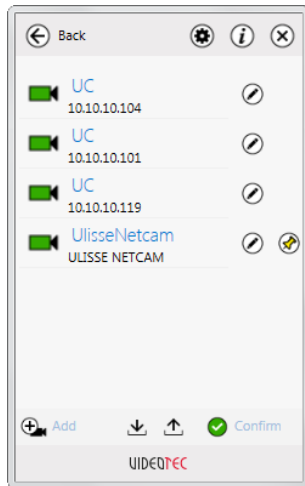 Back
UC
10.10.10.104
UC
10.10.10.101
UC
10.10.10.119
UlisseNetcam
ULISSE NETCAM
Add
Confirm
VIDEOTEC